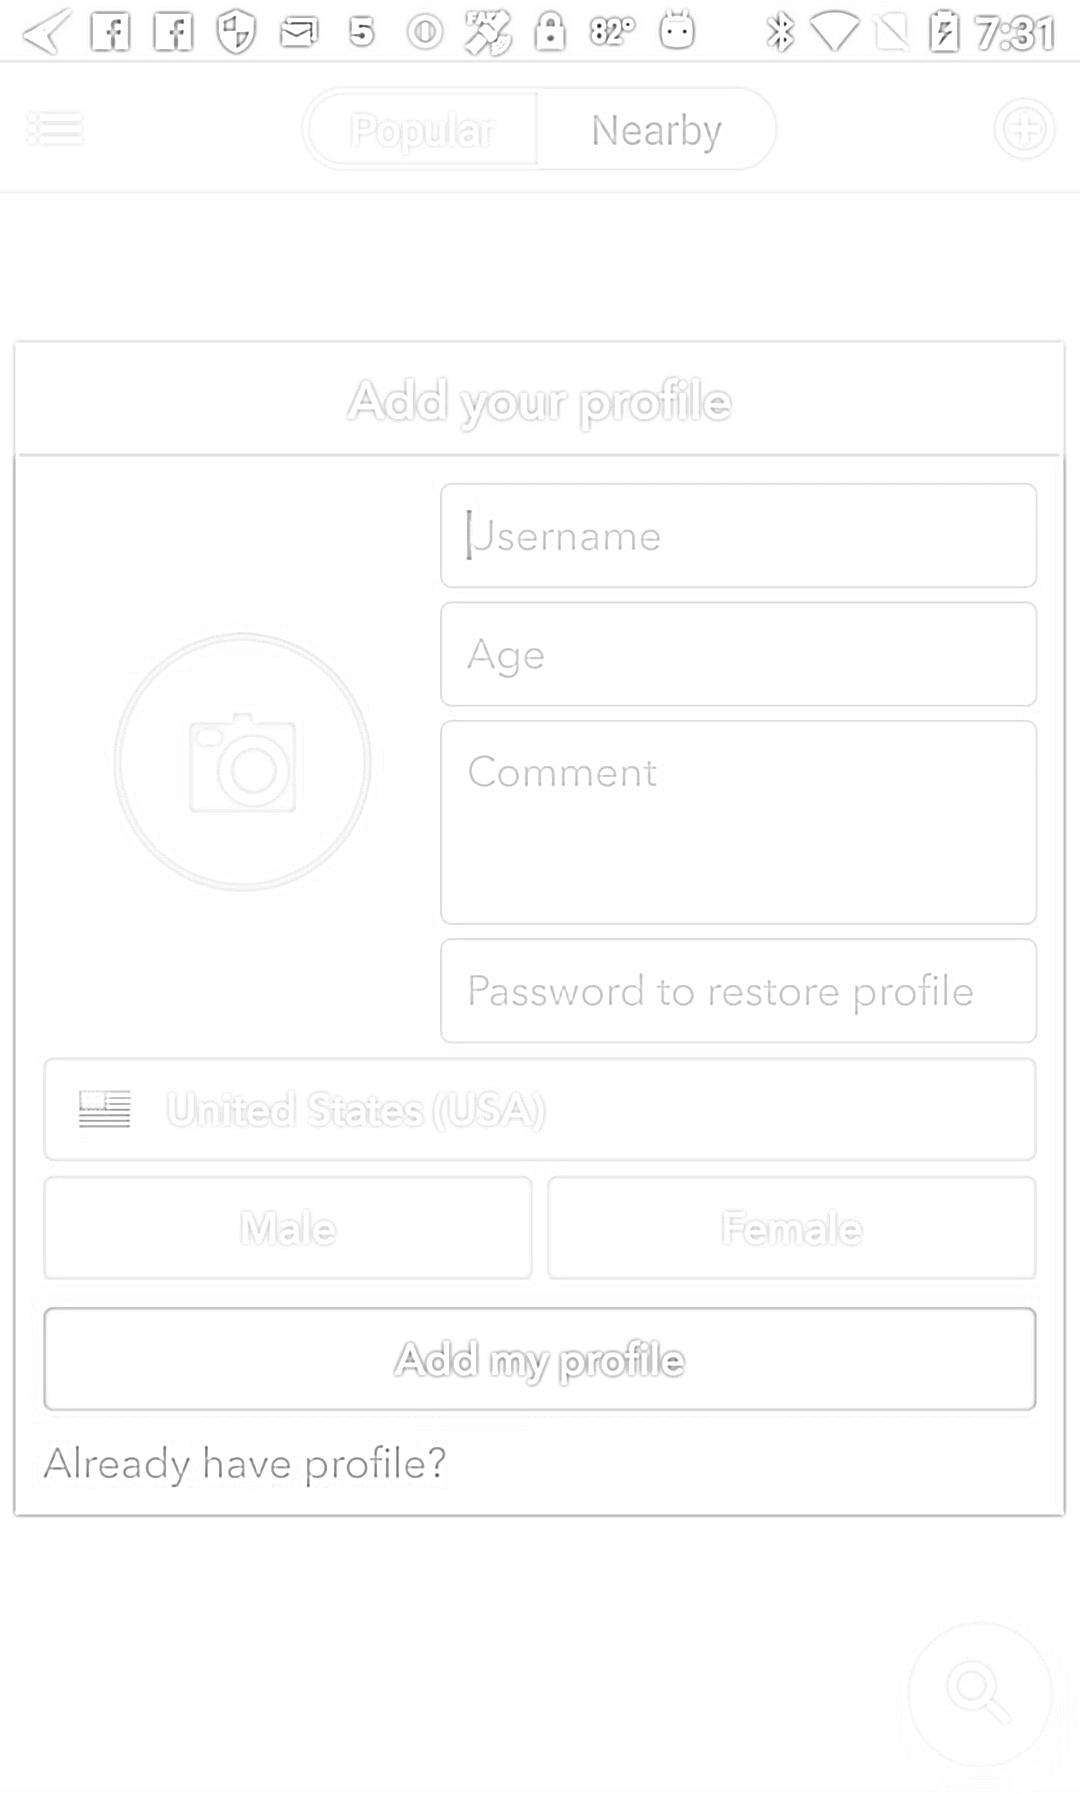 5 82° 7:31
Popular Nearby
Add your profile
Username
Age
Comment
Password to restore profile
United States (USA)
Male Female
Add my profile
Already have profile?